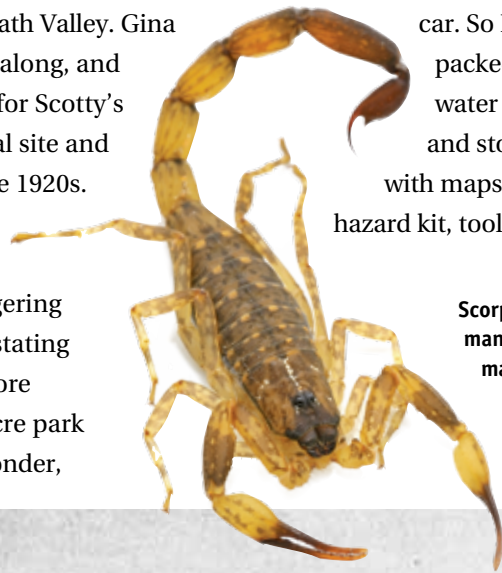 ath Valley. Gina
along, and
for Scotty's
al site and
e 1920s.
gering
stating
ore
cre park
onder,
car. So
packe
water
and sto
with maps
hazard kit, tool
Scorp
man
ma